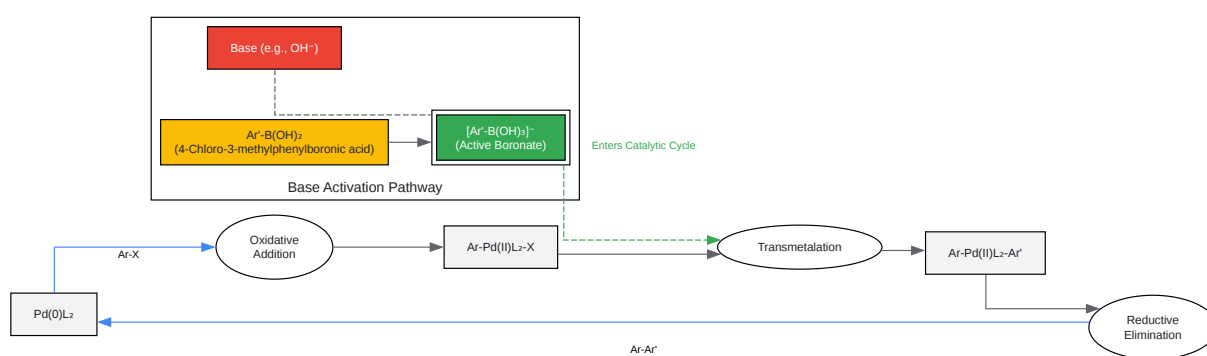 Base (e.g., OH⁻)
Ar'-B(OH)₂
(4-Chloro-3-methylphenylboronic acid)
[Ar'-B(OH)₃]⁻
(Active Boronate)
Enters Catalytic Cycle
Base Activation Pathway
Oxidative
Addition
Ar-Pd(II)L₂-X
Transmetalation
Ar-Pd(II)L₂-Ar'
Ar-X
Pd(0)L₂
Reductive
Elimination
Ar-Ar'